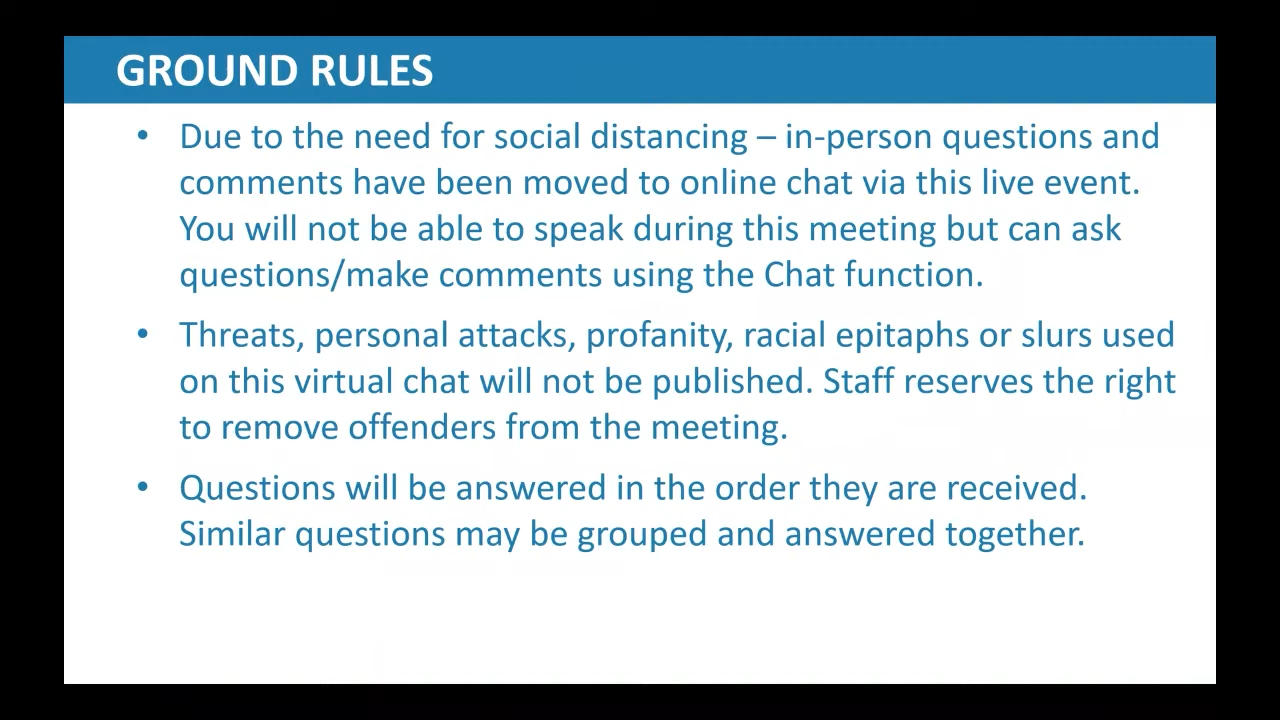 GROUND RULES
• Due to the need for social distancing – in-person questions and
comments have been moved to online chat via this live event.
You will not be able to speak during this meeting but can ask
questions/make comments using the Chat function.
• Threats, personal attacks, profanity, racial epitaphs or slurs used
on this virtual chat will not be published. Staff reserves the right
to remove offenders from the meeting.
• Questions will be answered in the order they are received.
Similar questions may be grouped and answered together.